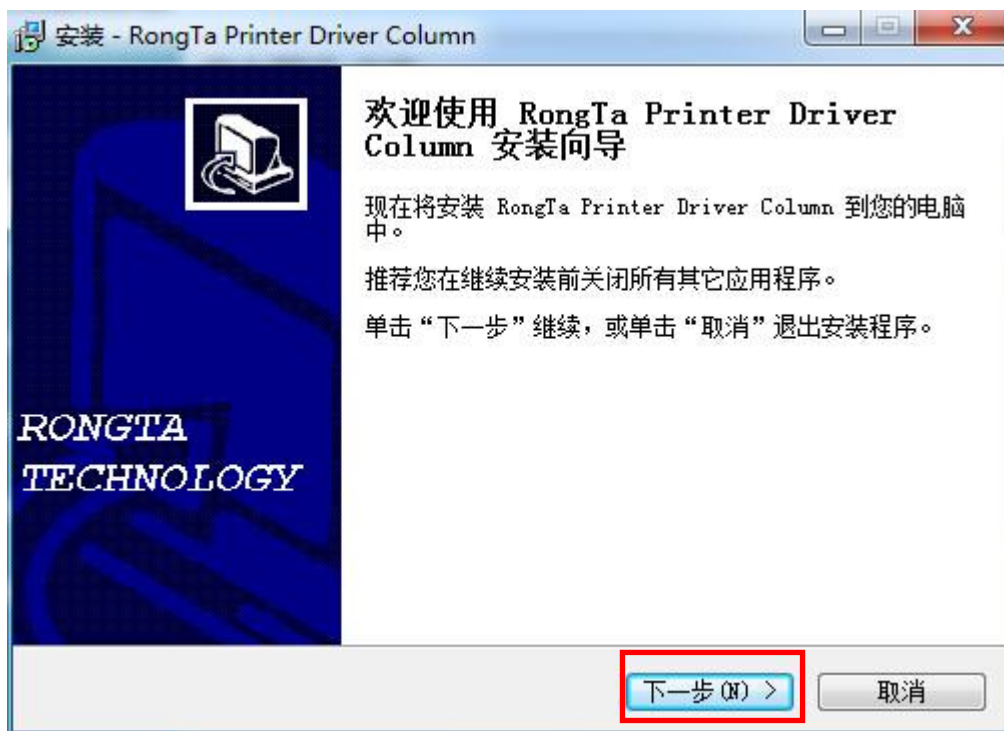 安装 - RongTa Printer Driver Column
欢迎使用 RongTa Printer Driver
Column 安装向导
现在将安装 RongTa Printer Driver Column 到您的电脑
中。
推荐您在继续安装前关闭所有其它应用程序。
单击“下一步”继续，或单击“取消”退出安装程序。
RONGTA
TECHNOLOGY
下一步(N) >
取消